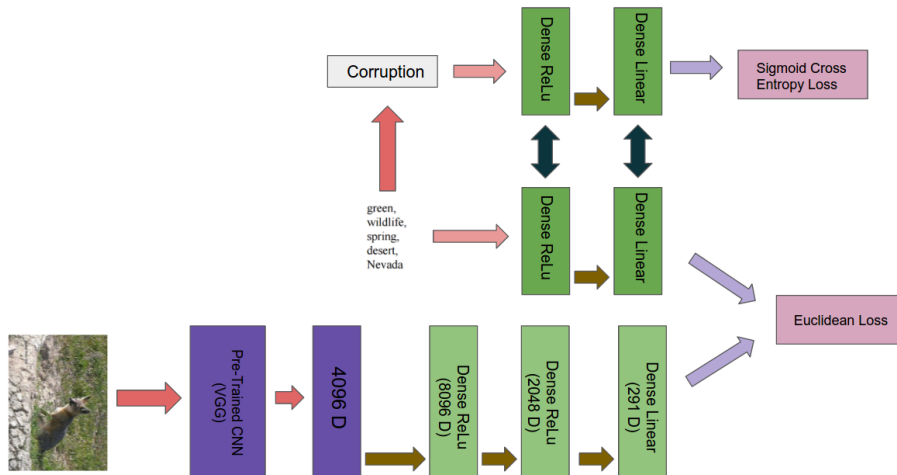 Corruption
Dense ReLu
Dense Linear
Sigmoid Cross
Entropy Loss
green,
wildlife,
spring,
desert,
Nevada
Dense ReLu
Dense Linear
Euclidean Loss
Pre-Trained CNN
(VGG)
4096 D
Dense ReLu
(8096 D)
Dense ReLu
(2048 D)
Dense Linear
(291 D)